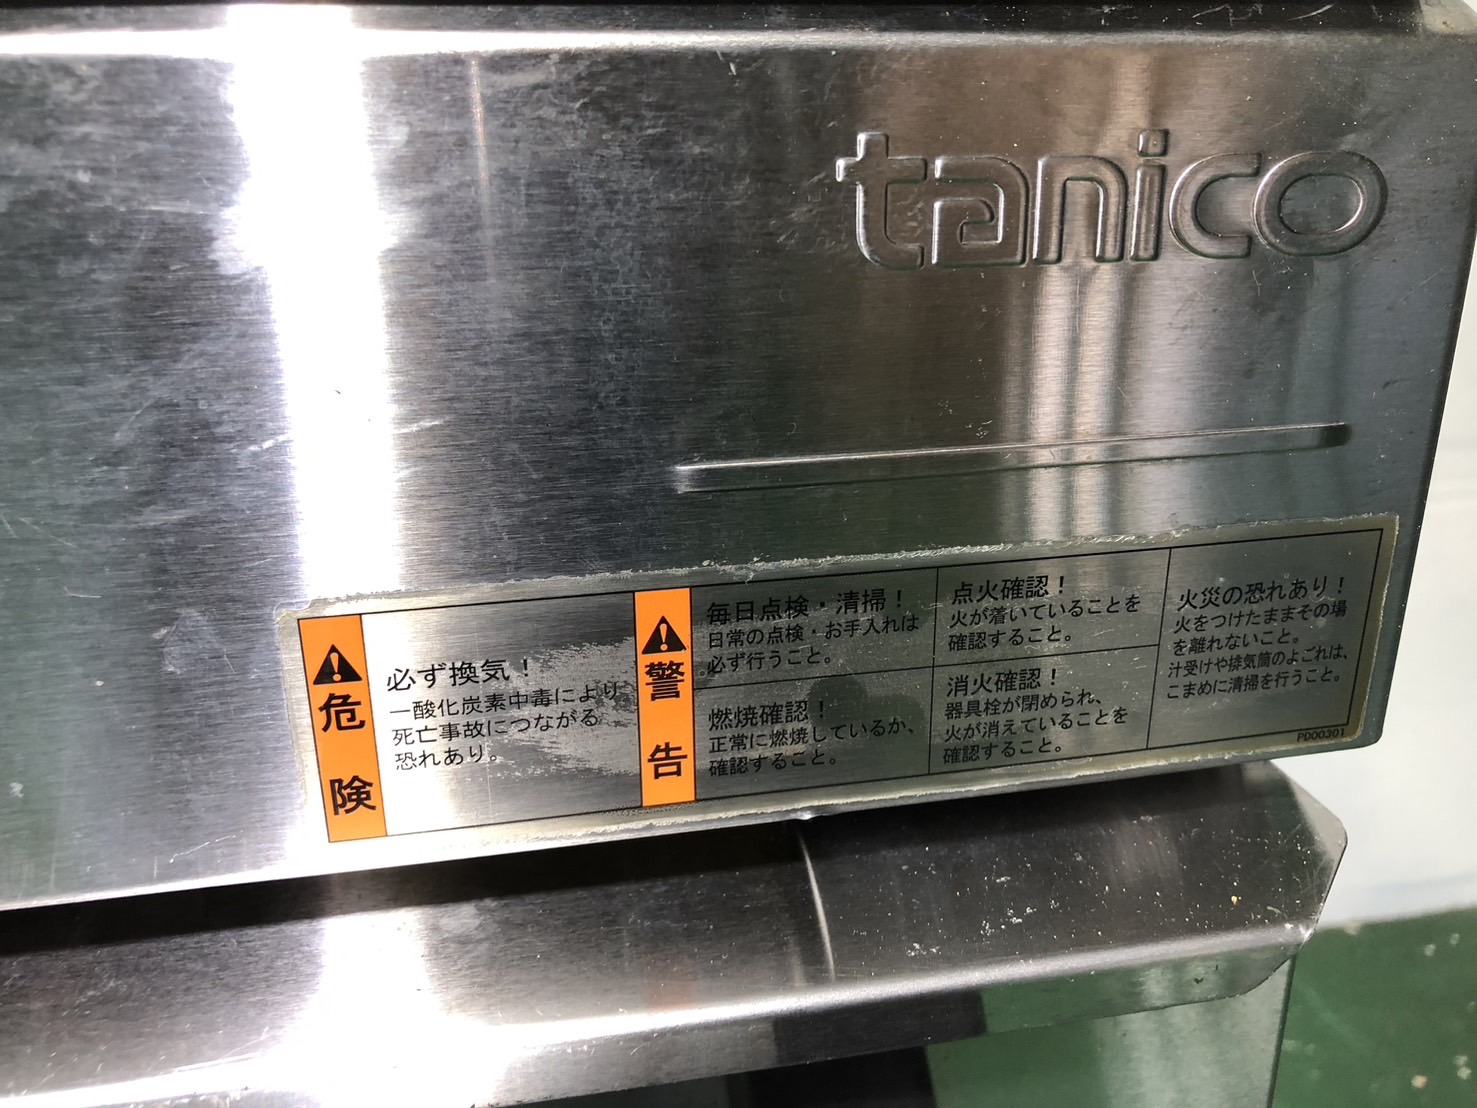 tanico
危険
必ず換気！
一酸化炭素中毒により
死亡事故につながる
恐れあり。
警告
毎日点検・清掃！
日常の点検・お手入れは
必ず行うこと。
燃焼確認！
正常に燃焼しているか、
確認すること。
点火確認！
火が着いていることを
確認すること。
消火確認！
器具栓が閉められ、
火が消えていることを
確認すること。
火災の恐れあり！
火をつけたままその場
を離れないこと。
汁受けや排気筒のよごれは、
こまめに清掃を行うこと。
PD00301